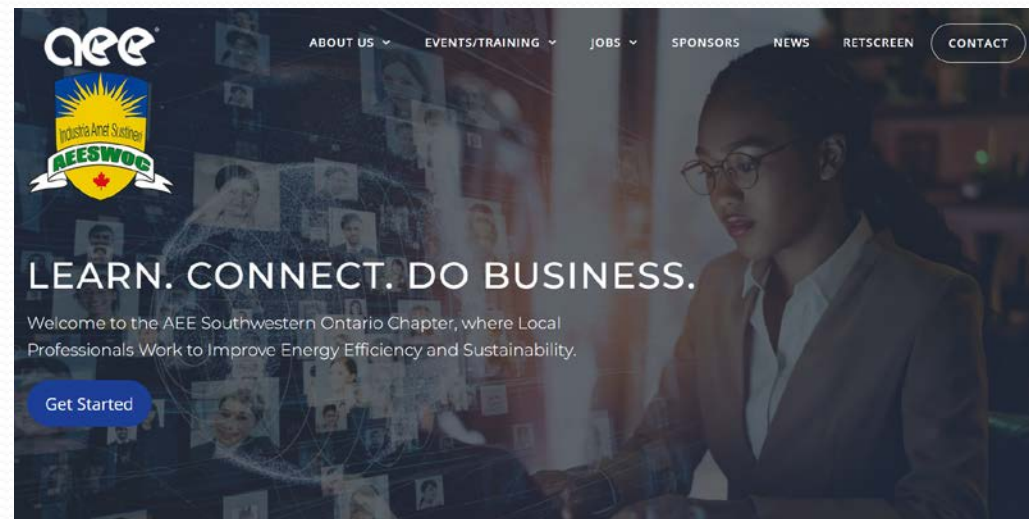 aee
ABOUT US
EVENTS/TRAINING
JOBS
SPONSORS
NEWS
RETSCREEN
CONTACT
Industria Amet Sustineri
AEESWOC
LEARN. CONNECT. DO BUSINESS.
Welcome to the AEE Southwestern Ontario Chapter, where Local
Professionals Work to Improve Energy Efficiency and Sustainability.
Get Started